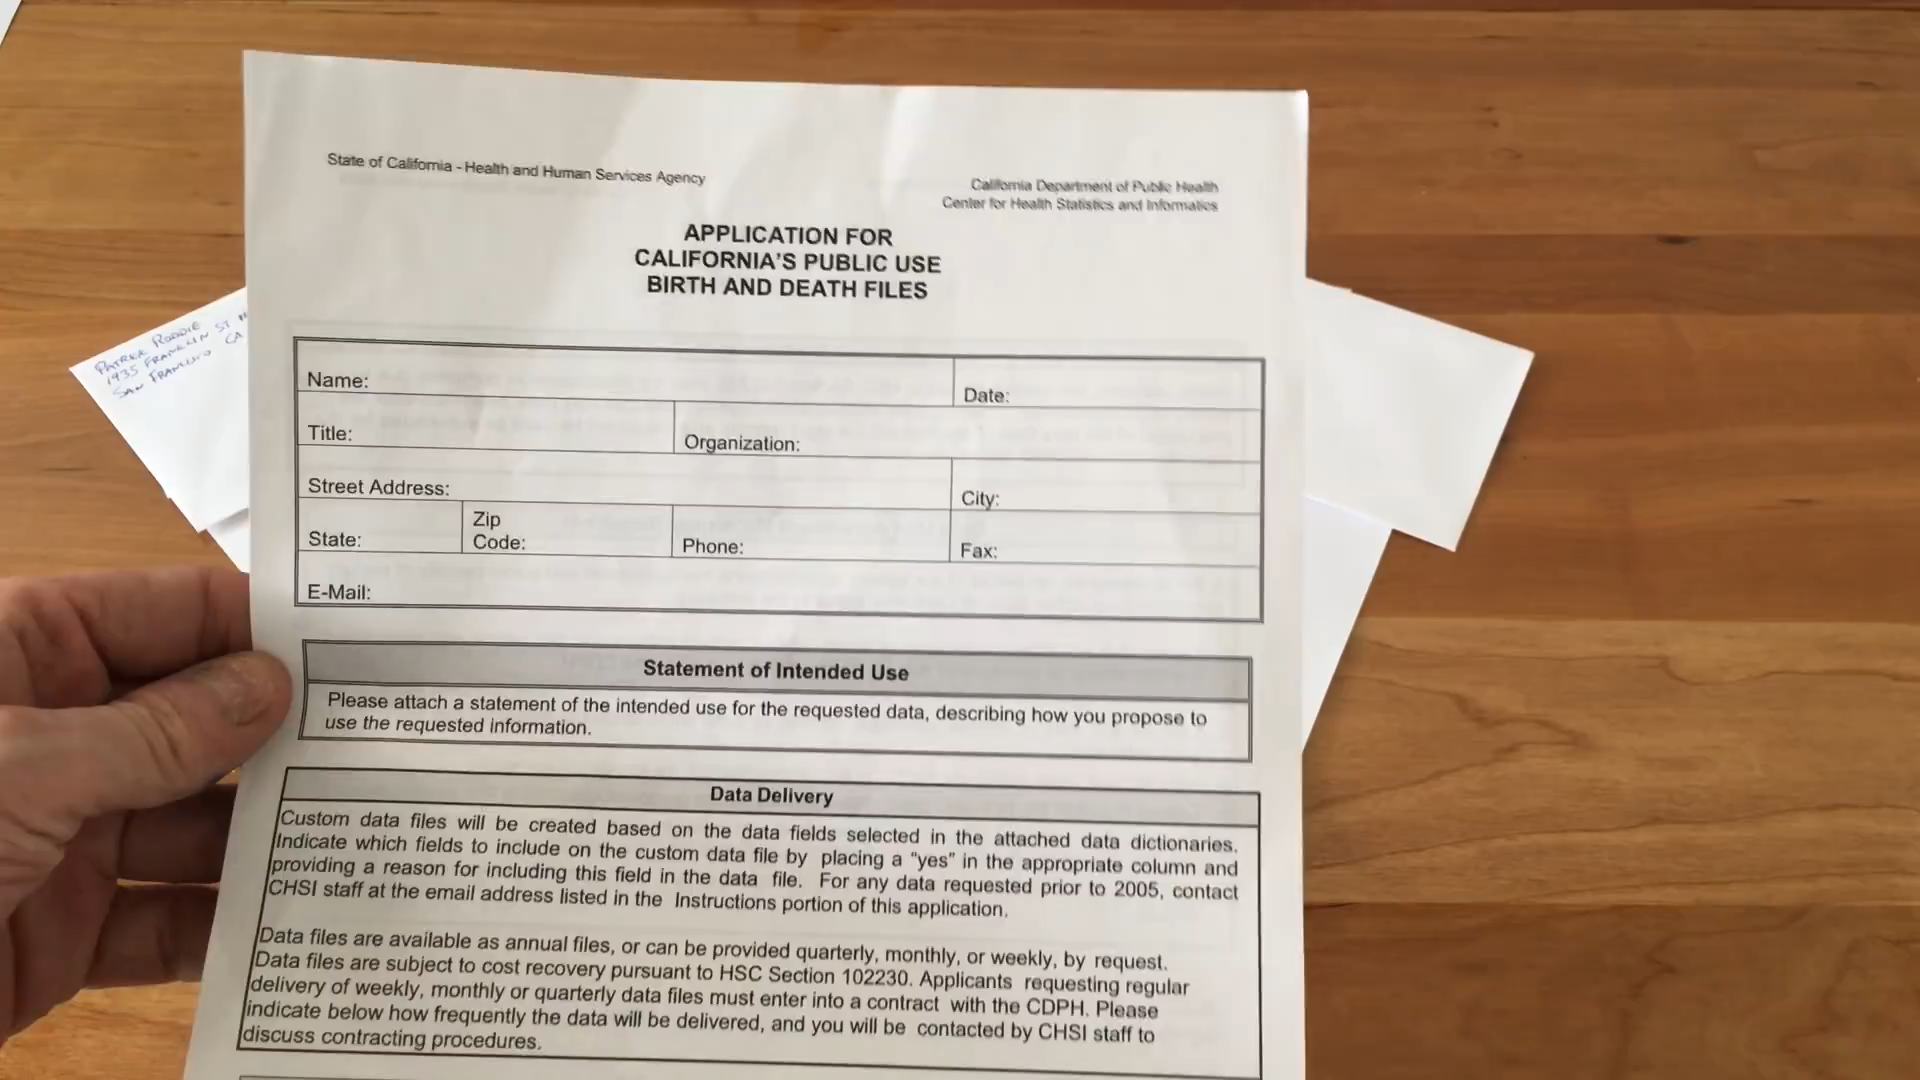 State of California - Health and Human Services Agency
California Department of Public Health
Center for Health Statistics and Informatics
APPLICATION FOR
CALIFORNIA'S PUBLIC USE
BIRTH AND DEATH FILES
PATRICK RODDIE
1935 FRANKLIN ST
SAN FRANCISCO CA
Name:
Date:
Title:
Organization:
Street Address:
City:
State:
Zip
Code:
Phone:
Fax:
E-Mail:
Statement of Intended Use
Please attach a statement of the intended use for the requested data, describing how you propose to
use the requested information.
Data Delivery
Custom data files will be created based on the data fields selected in the attached data dictionaries.
Indicate which fields to include on the custom data file by placing a “yes” in the appropriate column and
providing a reason for including this field in the data file. For any data requested prior to 2005, contact
CHSI staff at the email address listed in the Instructions portion of this application.
Data files are available as annual files, or can be provided quarterly, monthly, or weekly, by request.
Data files are subject to cost recovery pursuant to HSC Section 102230. Applicants requesting regular
delivery of weekly, monthly or quarterly data files must enter into a contract with the CDPH. Please
indicate below how frequently the data will be delivered, and you will be contacted by CHSI staff to
discuss contracting procedures.